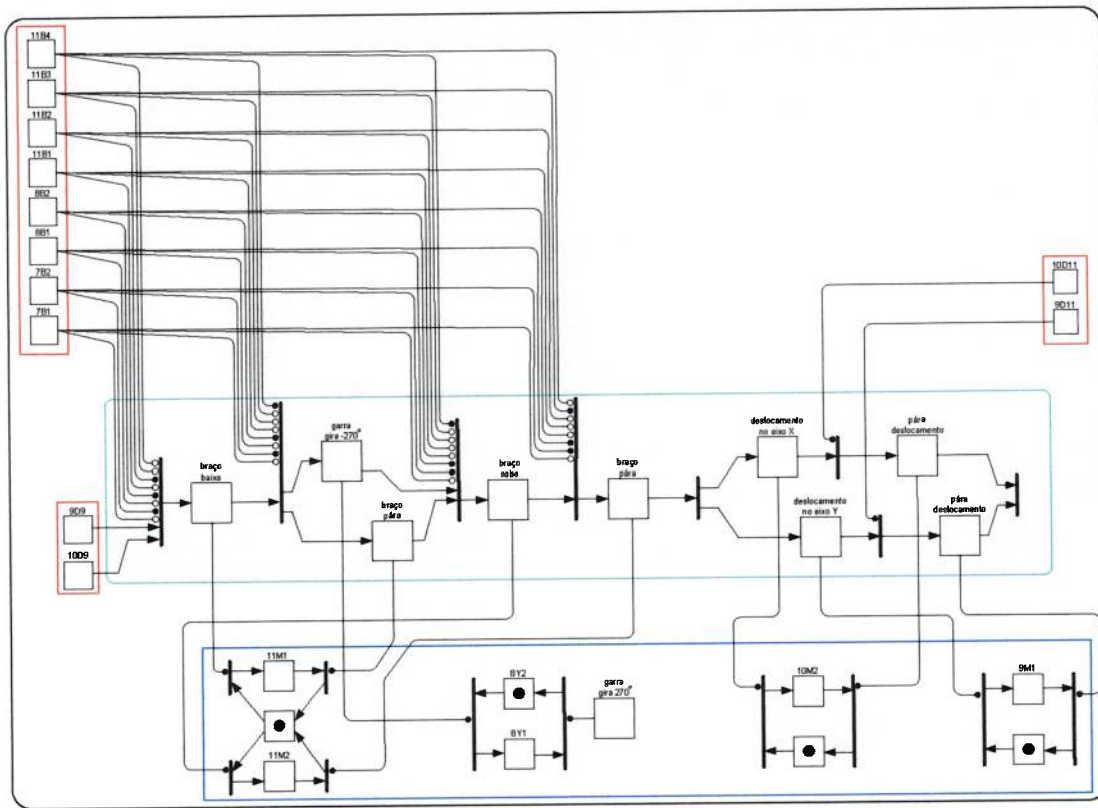 11B4
11B3
11B2
11B1
8B2
8B1
7B2
7B1
10D11
9D11
9D9
10D9
braço
baixo
garra
gira -270°
braço
pára
braço
sobe
braço
pára
deslocamento
no eixo X
deslocamento
no eixo Y
pára
deslocamento
pára
deslocamento
11M1
11M2
8Y2
8Y1
garra
gira 270°
10M2
9M1